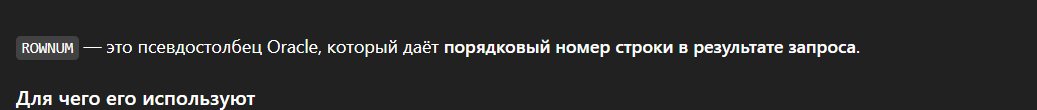 ROWNUM — это псевдостолбец Oracle, который даёт порядковый номер строки в результате запроса.
Для чего его используют